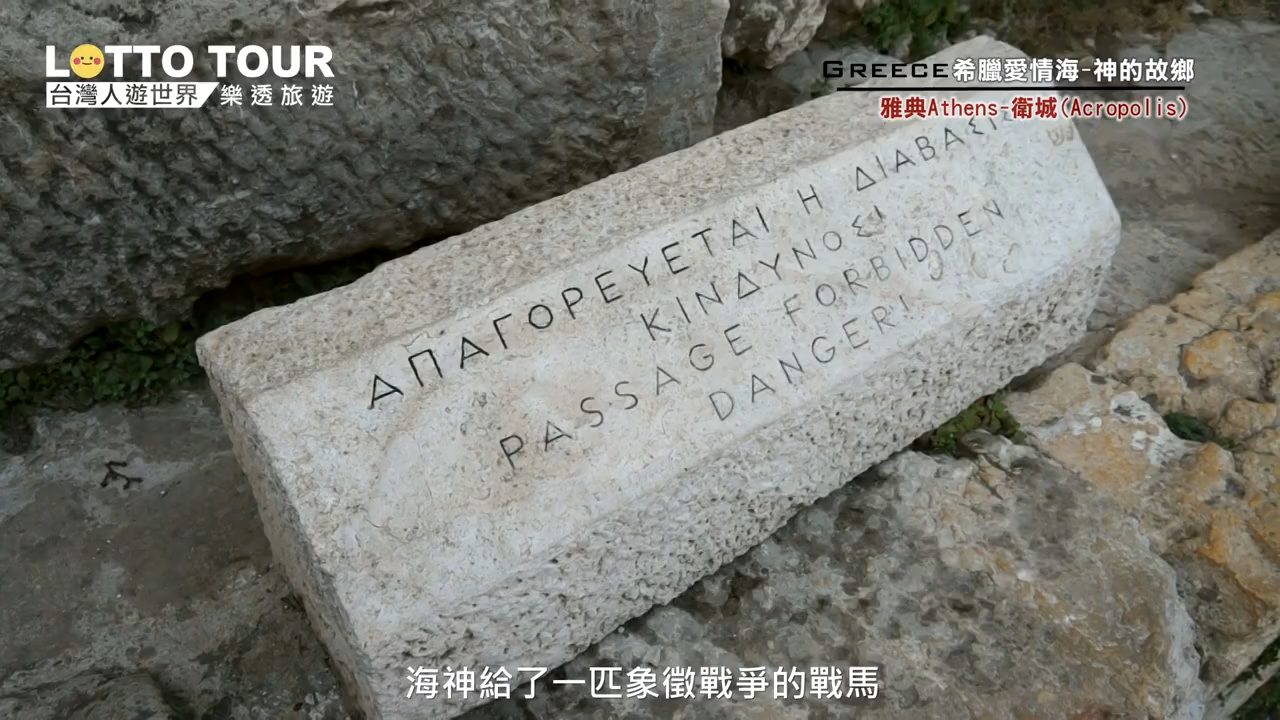 LOTTO TOUR
台灣人遊世界 樂透旅遊
GREECE希臘愛情海-神的故鄉
雅典Athens-衛城(Acropolis)
ΑΠΑΓΟΡΕΥΕΤΑΙ Η ΔΙΑΒΑΣΙΣ
ΚΙΝΔΥΝΟΣ!
PASSAGE FORBIDDEN
DANGER!
海神給了一匹象徵戰爭的戰馬